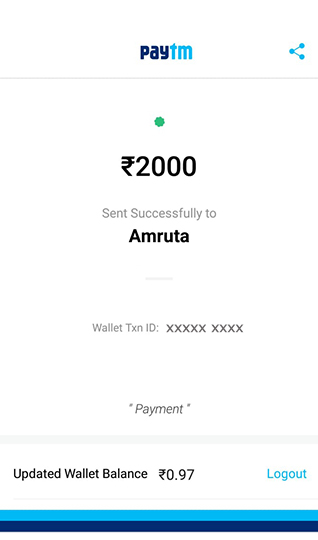 paytm
₹2000
Sent Successfully to
Amruta
Wallet Txn ID: XXXXX XXXX
" Payment "
Updated Wallet Balance ₹0.97 Logout